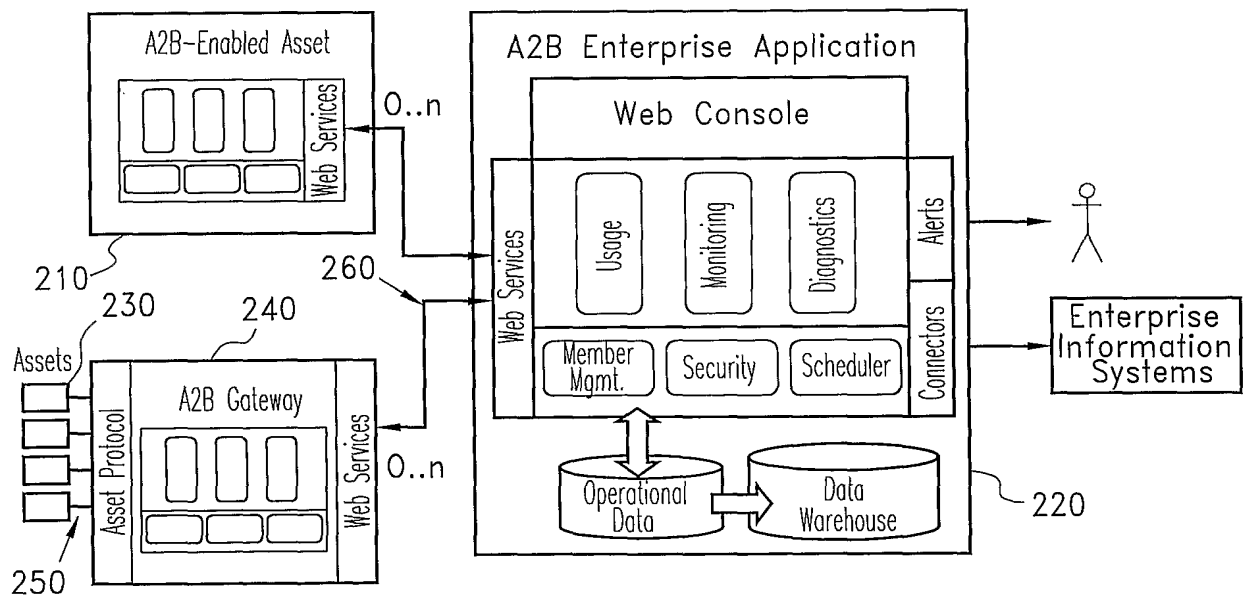 A2B-Enabled Asset
Web Services
0..n
210
A2B Enterprise Application
Web Console
Web Services
Usage
Monitoring
Diagnostics
Member
Mgmt.
Security
Scheduler
Alerts
Connectors
Enterprise
Information
Systems
Operational
Data
Data
Warehouse
220
260
230
240
Assets
Asset Protocol
A2B Gateway
Web Services
0..n
250